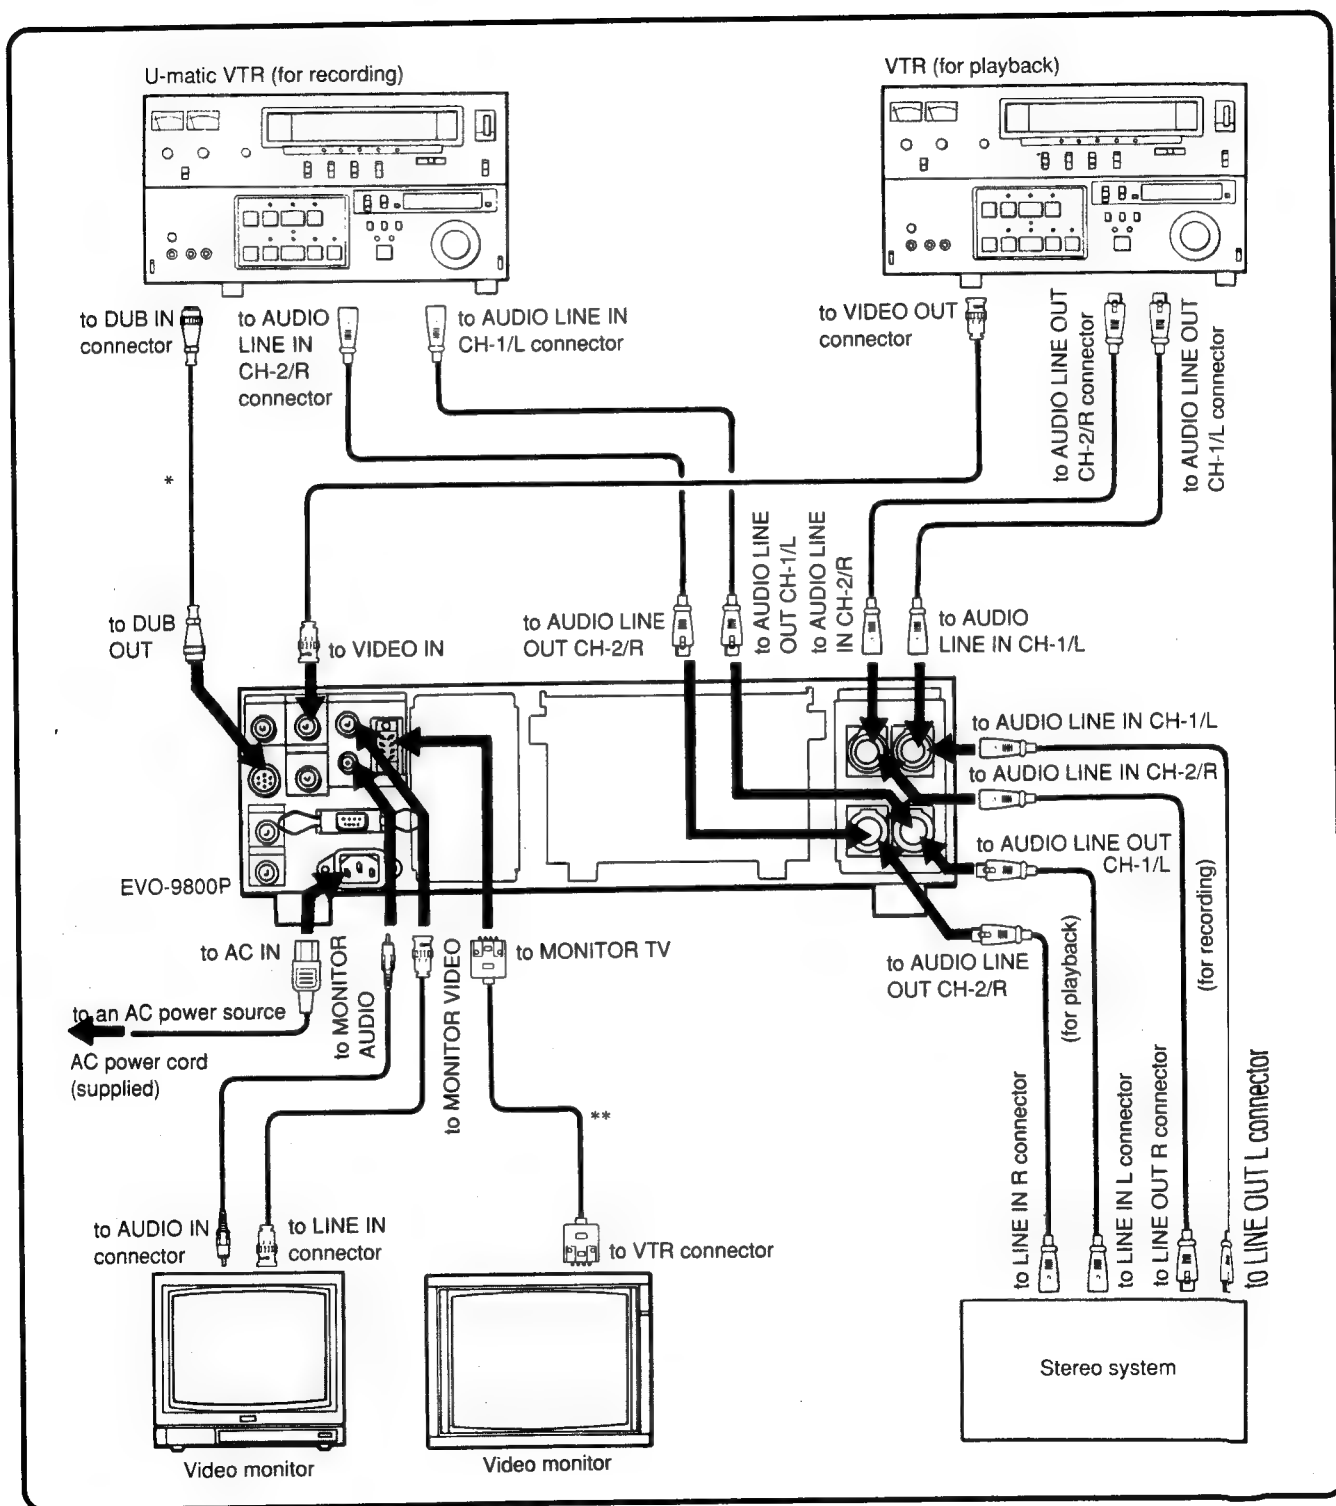 U-matic VTR (for recording)
VTR (for playback)
to DUB IN
connector
to AUDIO
LINE IN
CH-2/R
connector
to AUDIO LINE IN
CH-1/L connector
to VIDEO OUT
connector
to AUDIO LINE OUT
CH-2/R connector
to AUDIO LINE OUT
CH-1/L connector
*
to DUB
OUT
to VIDEO IN
to AUDIO LINE
OUT CH-2/R
to AUDIO LINE
OUT CH-1/L
to AUDIO LINE
IN CH-2/R
to AUDIO
LINE IN CH-1/L
to AUDIO LINE IN CH-1/L
to AUDIO LINE IN CH-2/R
to AUDIO LINE OUT
CH-1/L
EVO-9800P
to AC IN
to MONITOR
AUDIO
to MONITOR VIDEO
to MONITOR TV
to AUDIO LINE
OUT CH-2/R
(for playback)
(for recording)
to an AC power source
AC power cord
(supplied)
**
to AUDIO IN
connector
to LINE IN
connector
to VTR connector
to LINE IN R connector
to LINE IN L connector
to LINE OUT R connector
to LINE OUT L connector
Stereo system
Video monitor
Video monitor